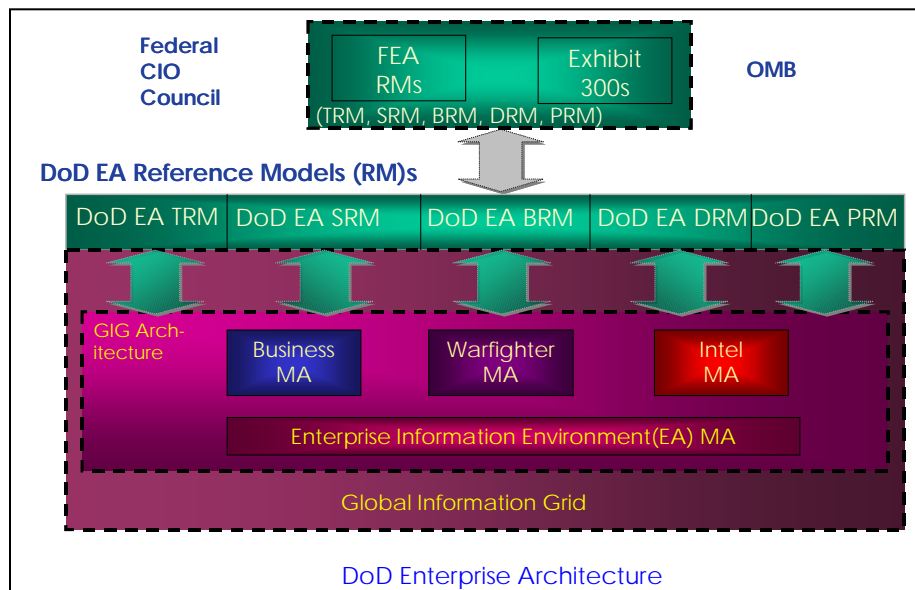 Federal
CIO
Council
FEA
RMs
Exhibit
300s
OMB
(TRM, SRM, BRM, DRM, PRM)
DoD EA Reference Models (RM)s
DoD EA TRM
DoD EA SRM
DoD EA BRM
DoD EA DRM
DoD EA PRM
GIG Arch-
itecture
Business
MA
Warfighter
MA
Intel
MA
Enterprise Information Environment(EA) MA
Global Information Grid
DoD Enterprise Architecture